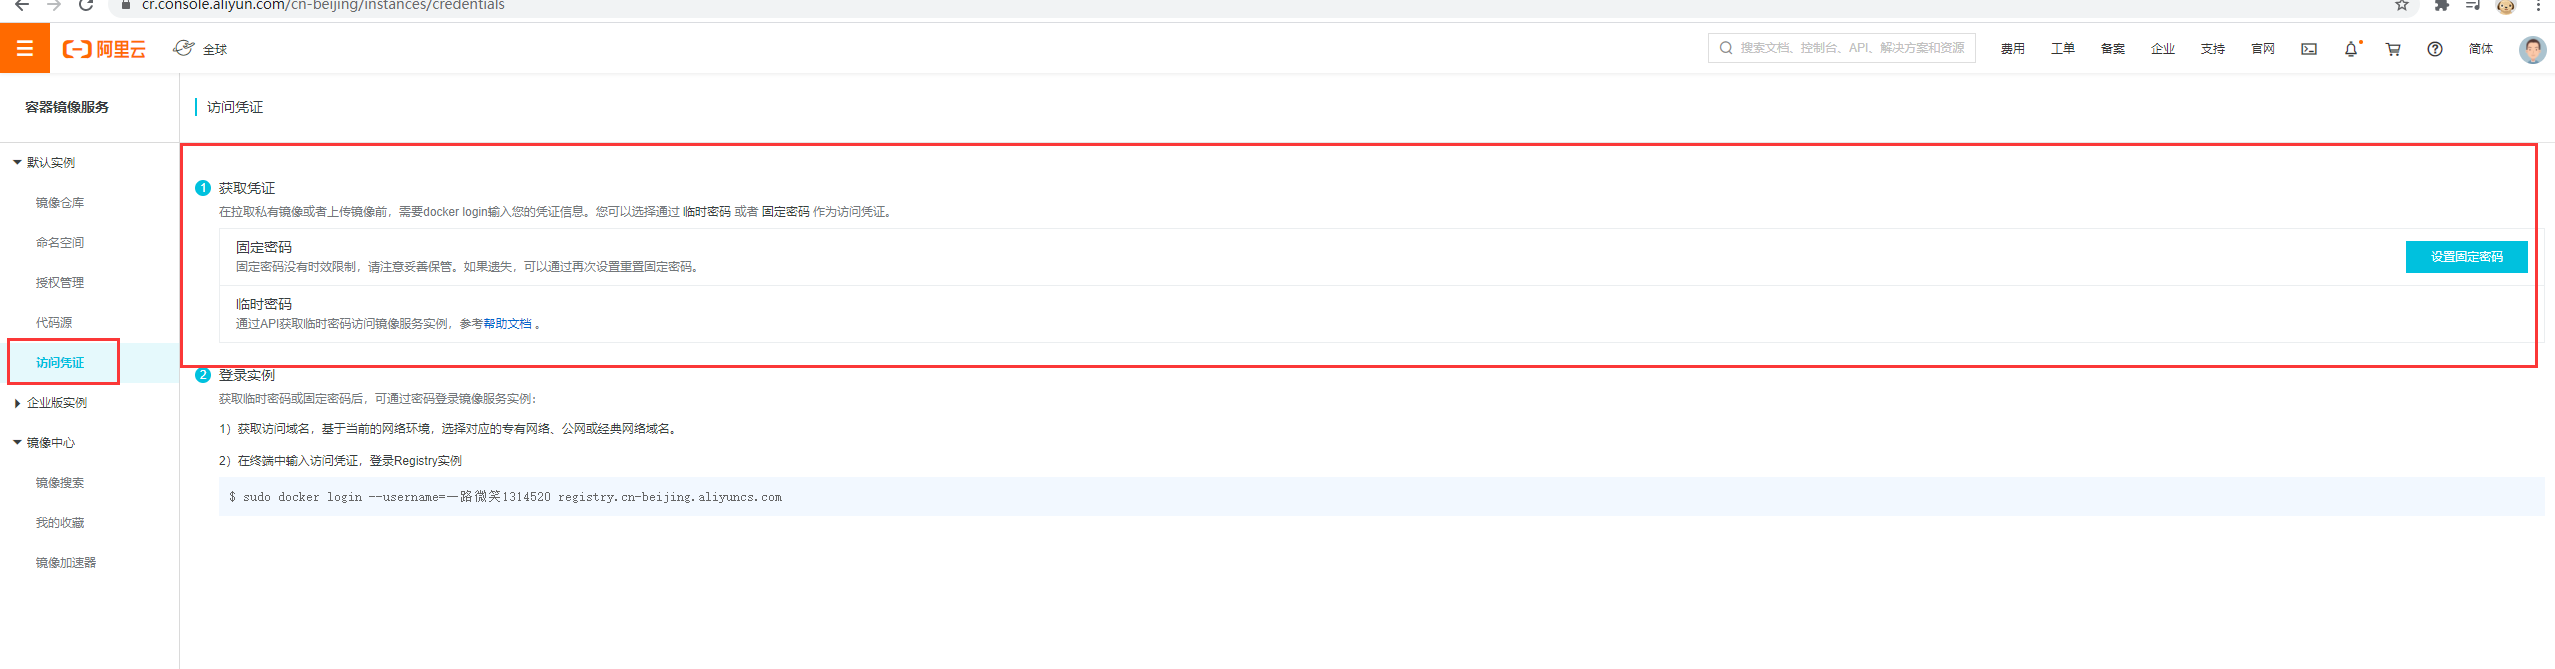 cr.console.aliyun.com/cn-beijing/instances/credentials
阿里云 全球 搜索文档、控制台、API、解决方案和资源 费用 工单 备案 企业 支持 官网 简体
容器镜像服务
访问凭证
默认实例
镜像仓库
命名空间
授权管理
代码源
访问凭证
企业版实例
镜像中心
镜像搜索
我的收藏
镜像加速器
1 获取凭证
在拉取私有镜像或者上传镜像前，需要docker login输入您的凭证信息。您可以选择通过 临时密码 或者 固定密码 作为访问凭证。
固定密码
固定密码没有时效限制，请注意妥善保管。如果遗失，可以通过再次设置重置固定密码。
设置固定密码
临时密码
通过API获取临时密码访问镜像服务实例，参考帮助文档 。
2 登录实例
获取临时密码或固定密码后，可通过密码登录镜像服务实例：
1）获取访问域名，基于当前的网络环境，选择对应的专有网络、公网或经典网络域名。
2）在终端中输入访问凭证，登录Registry实例
$ sudo docker login --username=一路微笑1314520 registry.cn-beijing.aliyuncs.com